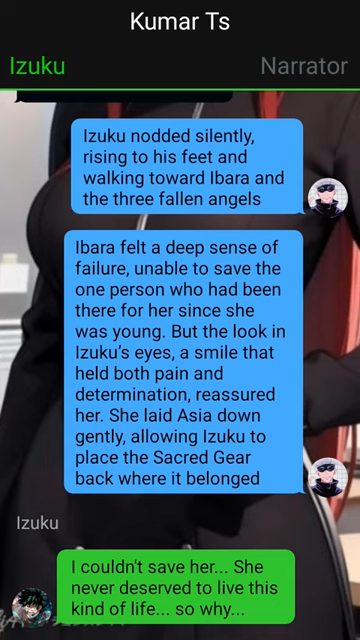 Kumar Ts
Izuku Narrator
Izuku nodded silently,
rising to his feet and
walking toward Ibara and
the three fallen angels
Ibara felt a deep sense of
failure, unable to save the
one person who had been
there for her since she
was young. But the look in
Izuku’s eyes, a smile that
held both pain and
determination, reassured
her. She laid Asia down
gently, allowing Izuku to
place the Sacred Gear
back where it belonged
Izuku
I couldn't save her... She
never deserved to live this
kind of life... so why...